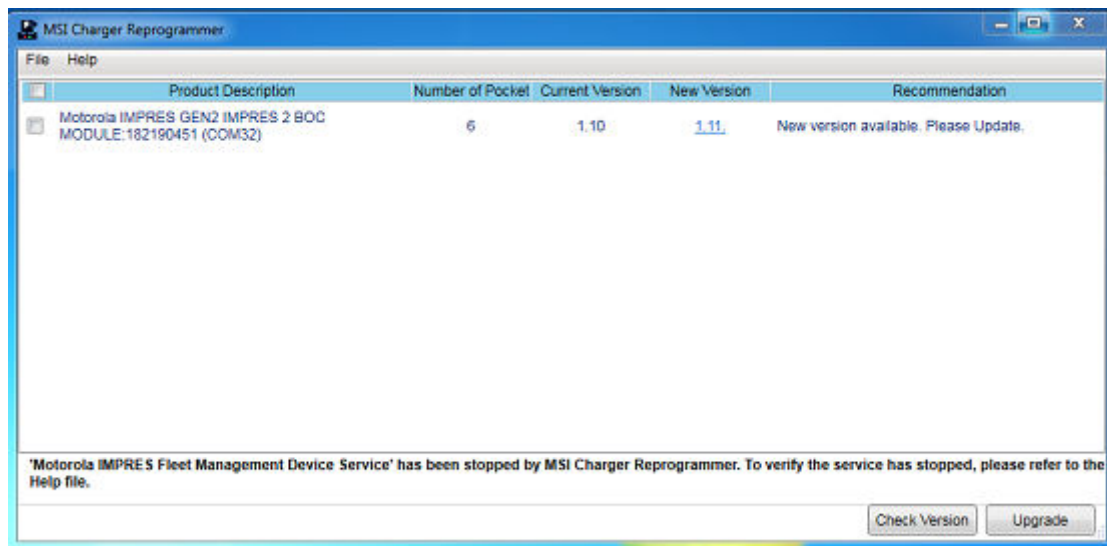 MSI Charger Reprogrammer
File Help
Product Description Number of Pocket Current Version New Version Recommendation
Motorola IMPRES GEN2 IMPRES 2 BOC
MODULE:182190451 (COM32) 6 1.10 1.11. New version available. Please Update.
'Motorola IMPRES Fleet Management Device Service' has been stopped by MSI Charger Reprogrammer. To verify the service has stopped, please refer to the
Help file.
Check Version Upgrade